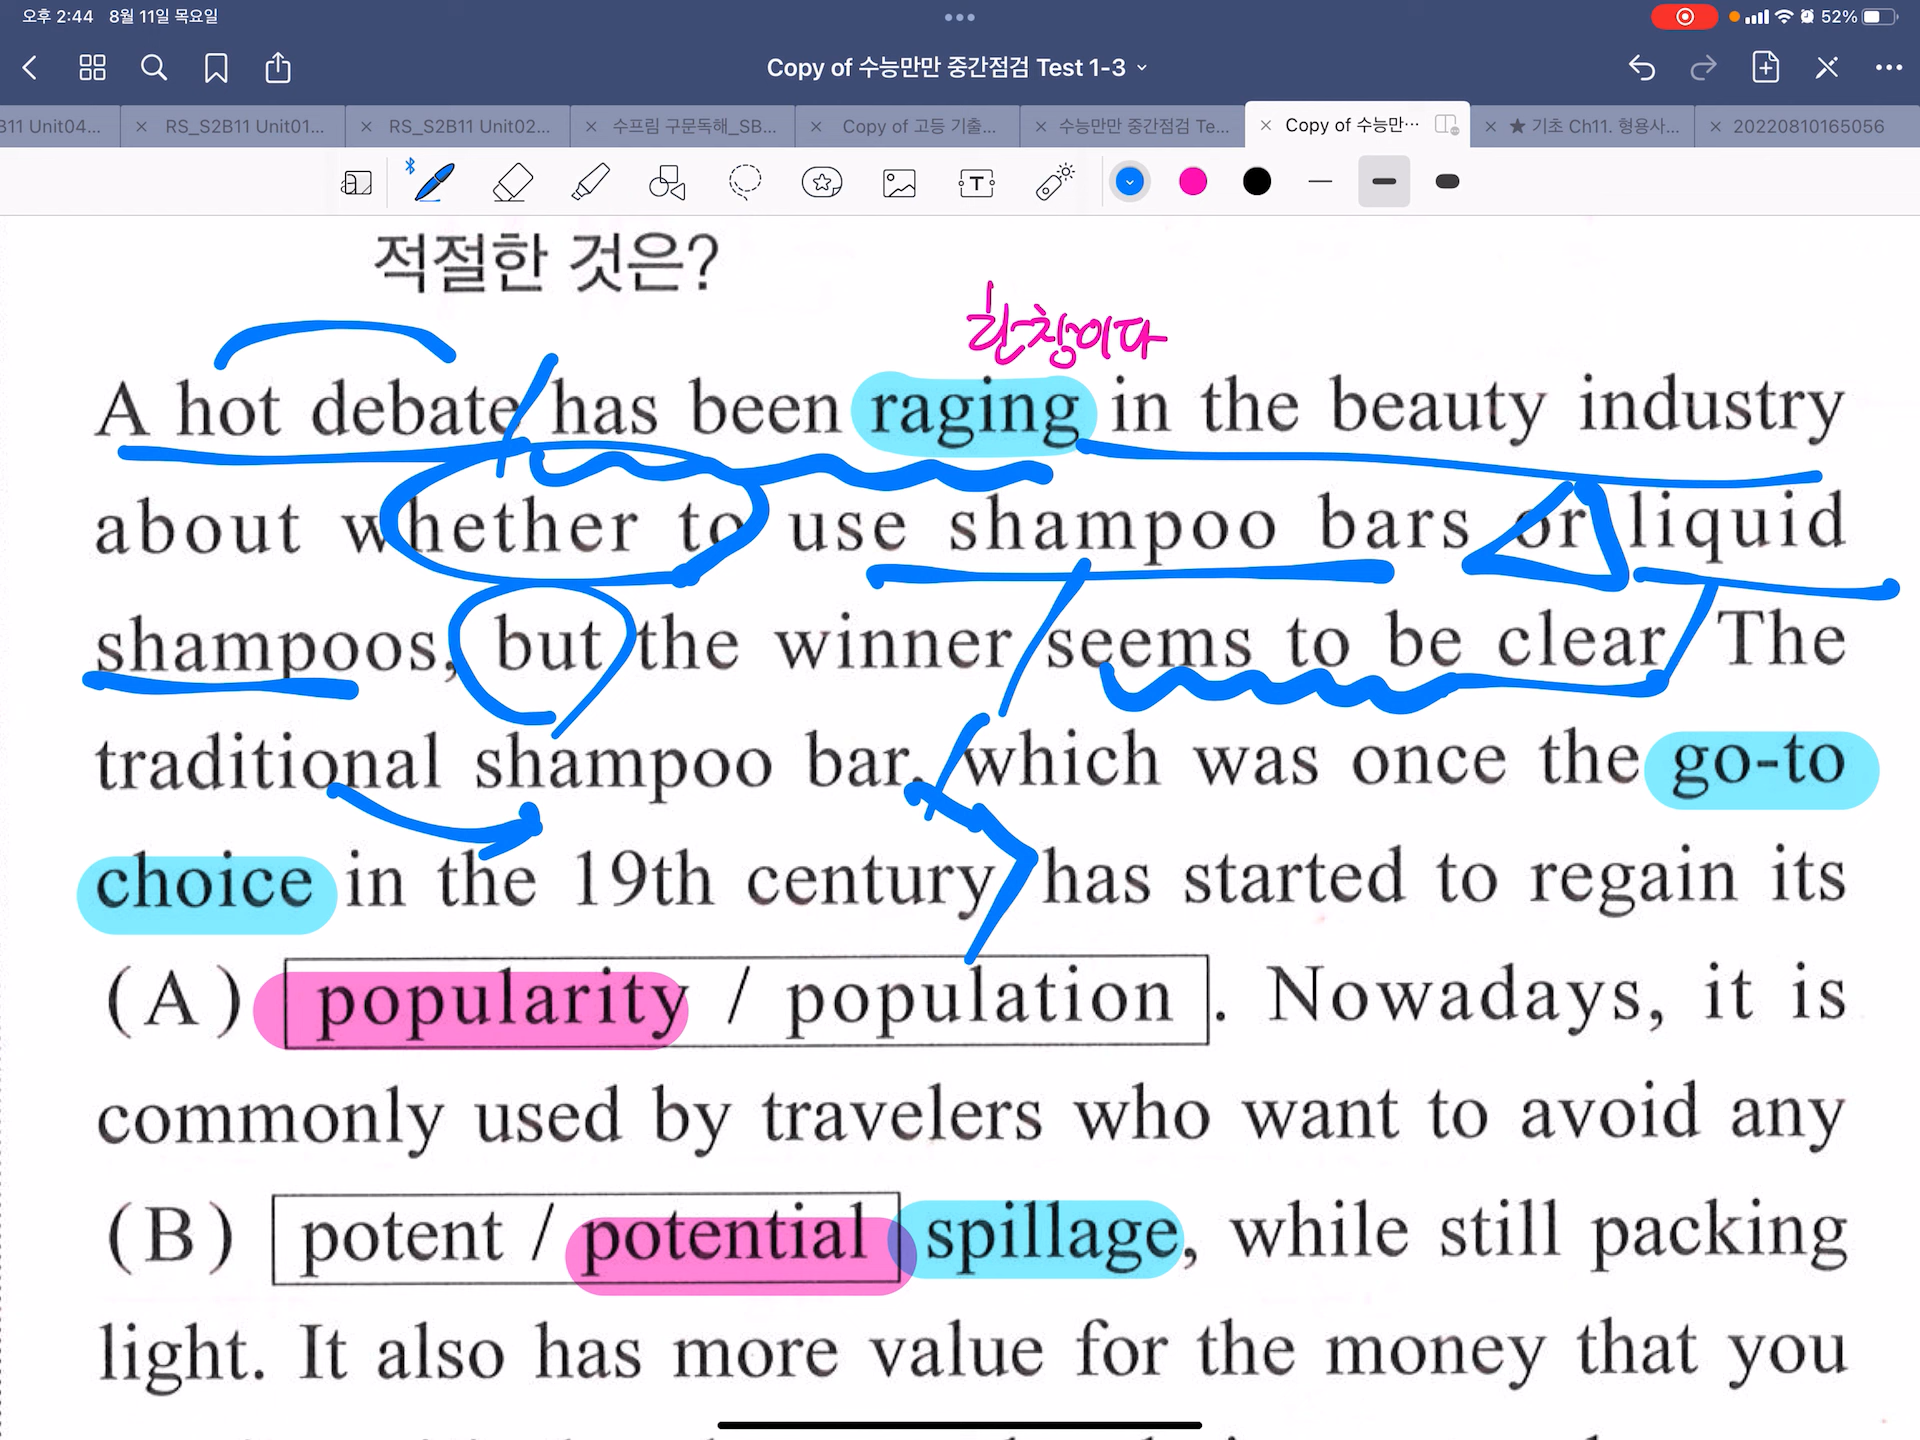 오후 2:44 8월 11일 목요일
52%
Copy of 수능만만 중간점검 Test 1-3
B11 Unit04...
RS_S2B11 Unit01...
RS_S2B11 Unit02...
수프림 구문독해_SB...
Copy of 고등 기출...
수능만만 중간점검 Te...
Copy of 수능만...
★ 기초 Ch11. 형용사...
20220810165056
적절한 것은?
한창이다
A hot debate has been raging in the beauty industry
about whether to use shampoo bars or liquid
shampoos, but the winner seems to be clear. The
traditional shampoo bar, which was once the go-to
choice in the 19th century, has started to regain its
(A) popularity / population . Nowadays, it is
commonly used by travelers who want to avoid any
(B) potent / potential spillage, while still packing
light. It also has more value for the money that you